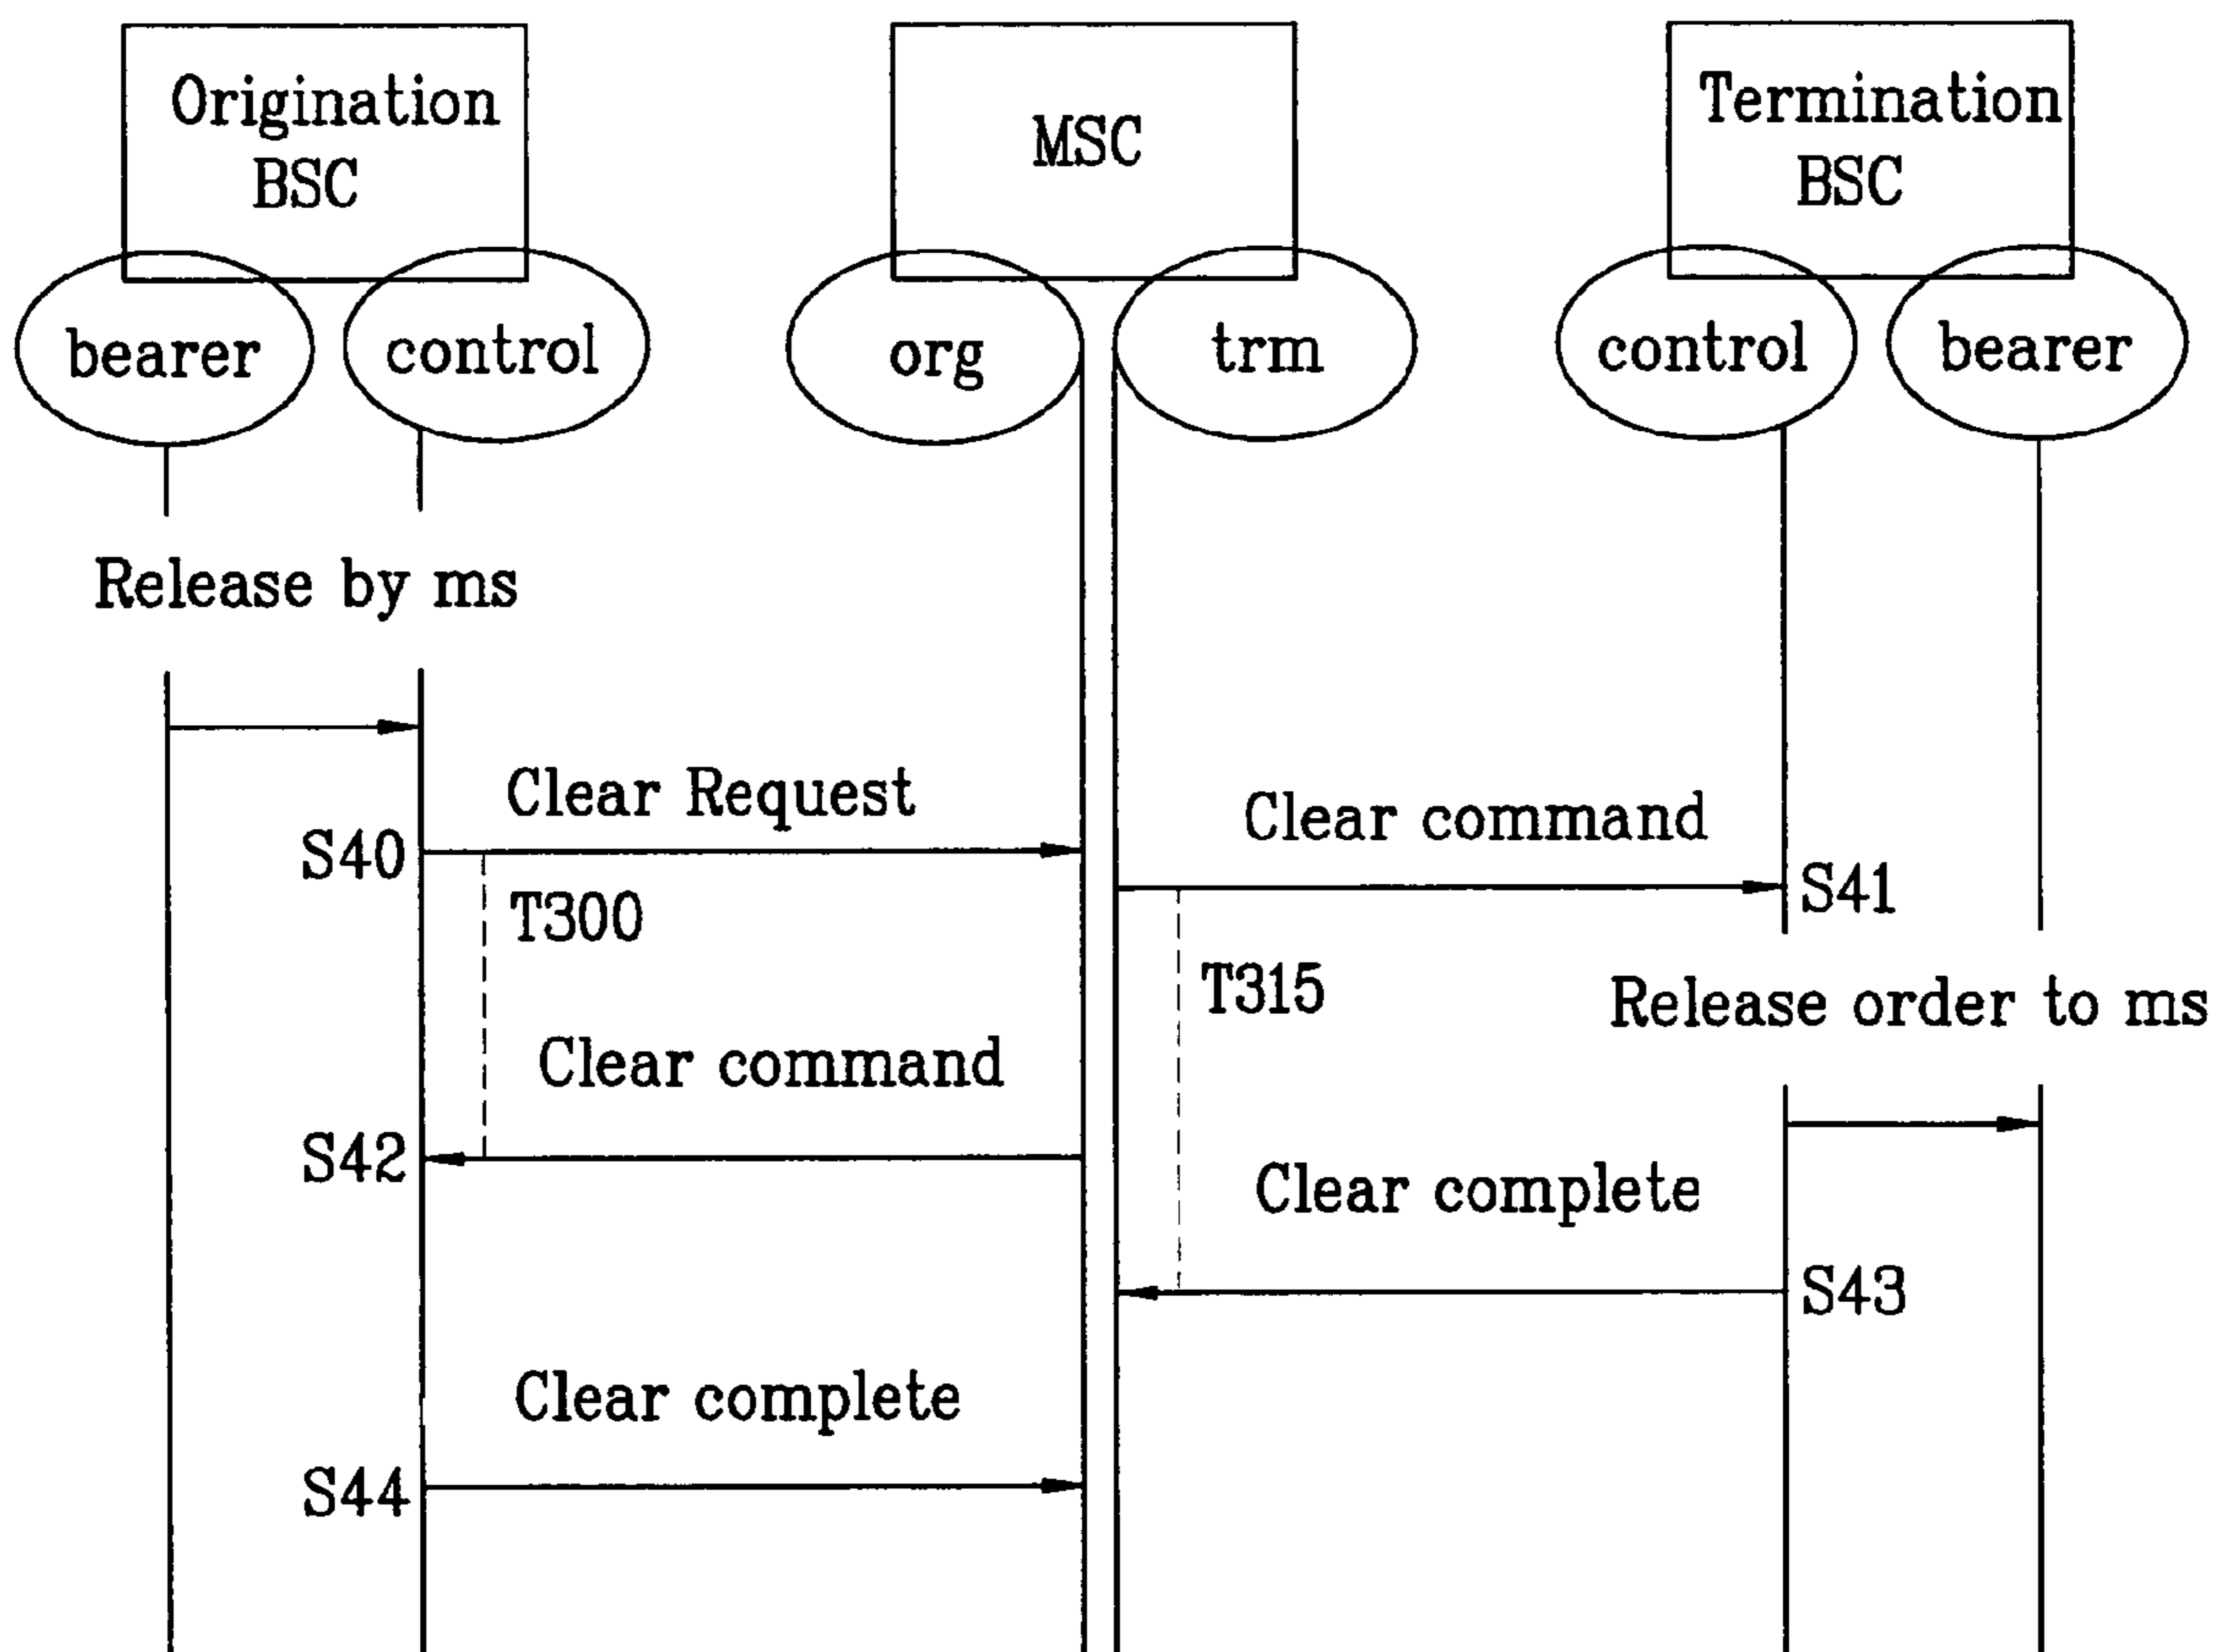 Origination
BSC
MSC
Termination
BSC
bearer
control
org
trm
control
bearer
Release by ms
Clear Request
Clear command
S40
S41
T300
T315
Release order to ms
Clear command
S42
Clear complete
S43
Clear complete
S44